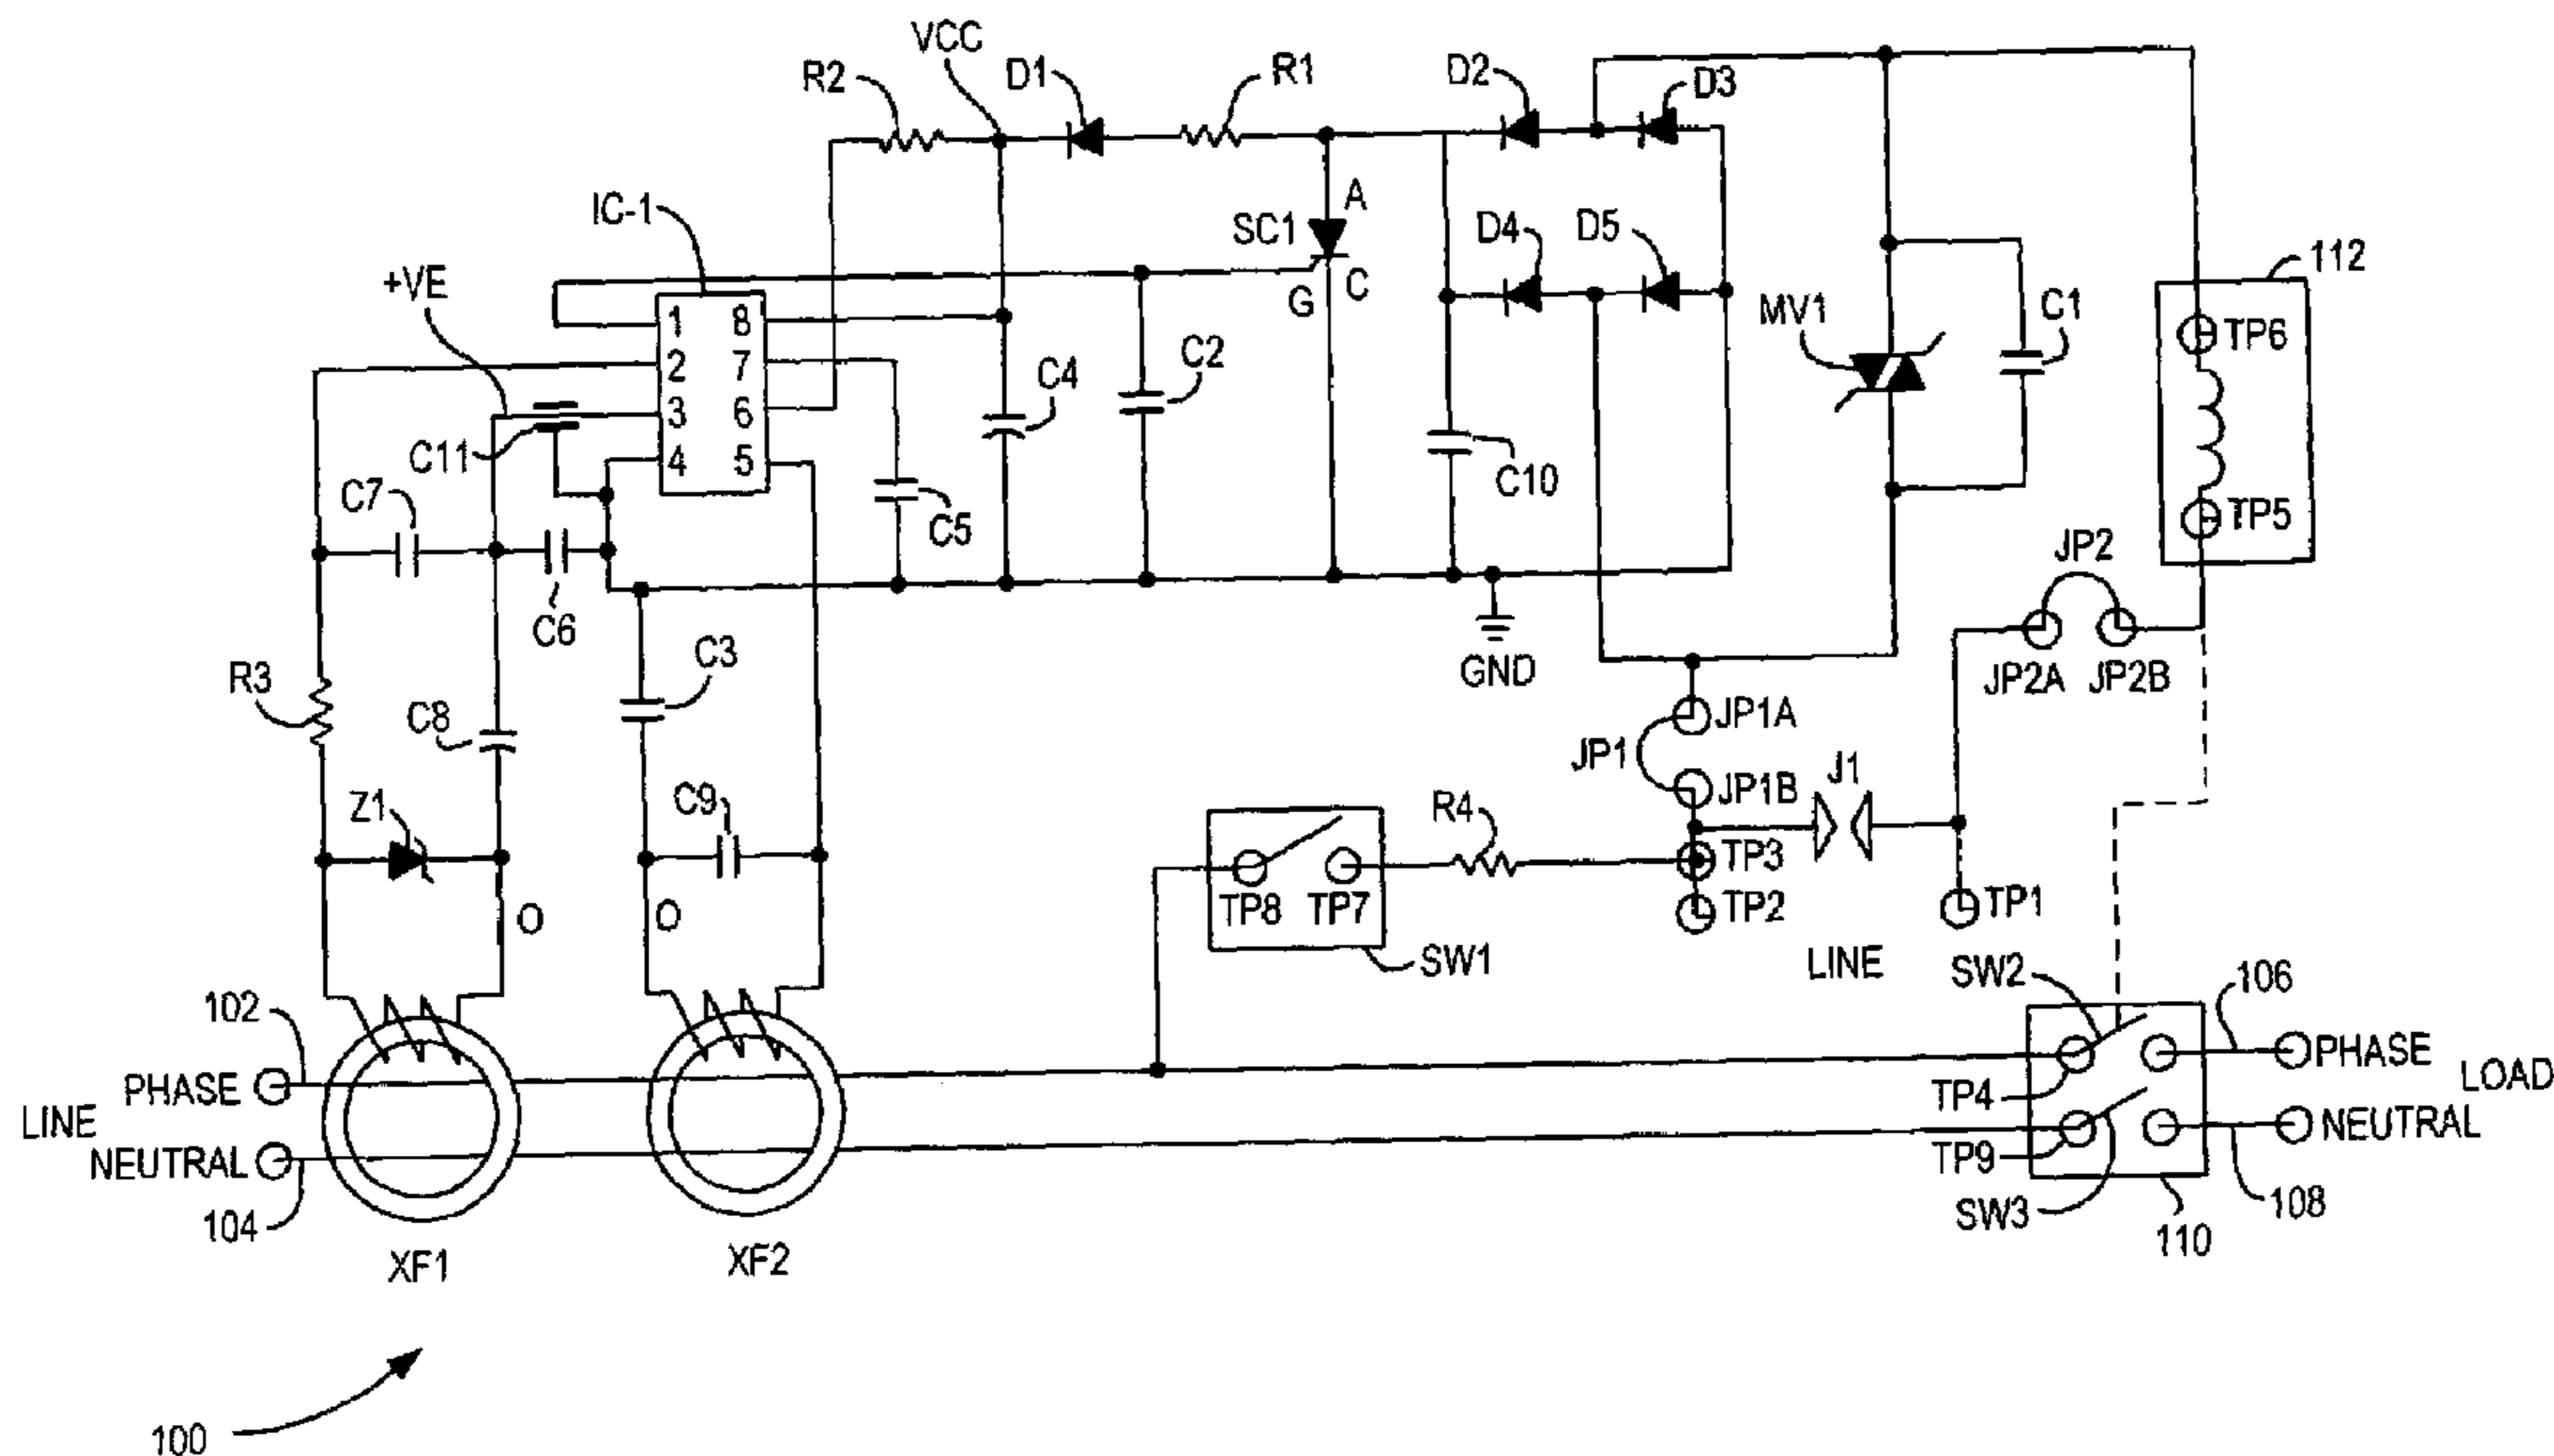 VCC
R2
D1
R1
D2
D3
IC-1
A
SC1
D4
D5
112
+VE
G
C
MV1
C1
TP6
1 8
2 7
3 6
4 5
C4
C2
C11
C10
C7
C5
TP5
JP2
C6
GND
JP2A JP2B
R3
C3
C8
JP1A
JP1
JP1B
J1
Z1
C9
R4
TP3
TP8 TP7
TP2
TP1
O
O
SW1
LINE
SW2
106
102
PHASE
PHASE
LOAD
LINE
TP4
NEUTRAL
NEUTRAL
TP9
104
SW3
108
110
XF1
XF2
100